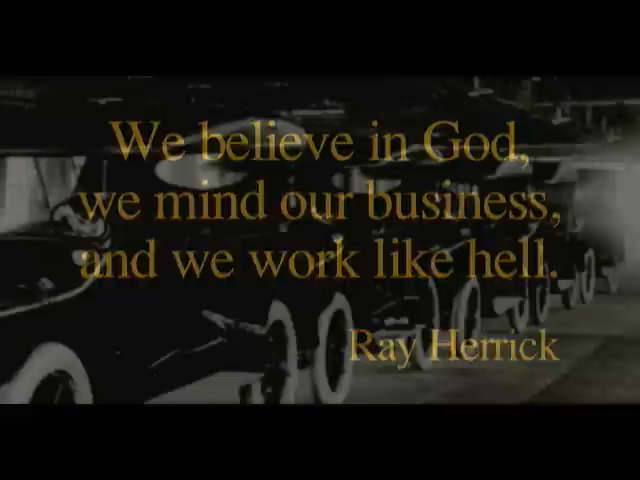 We believe in God,
we mind our business,
and we work like hell.
Ray Herrick